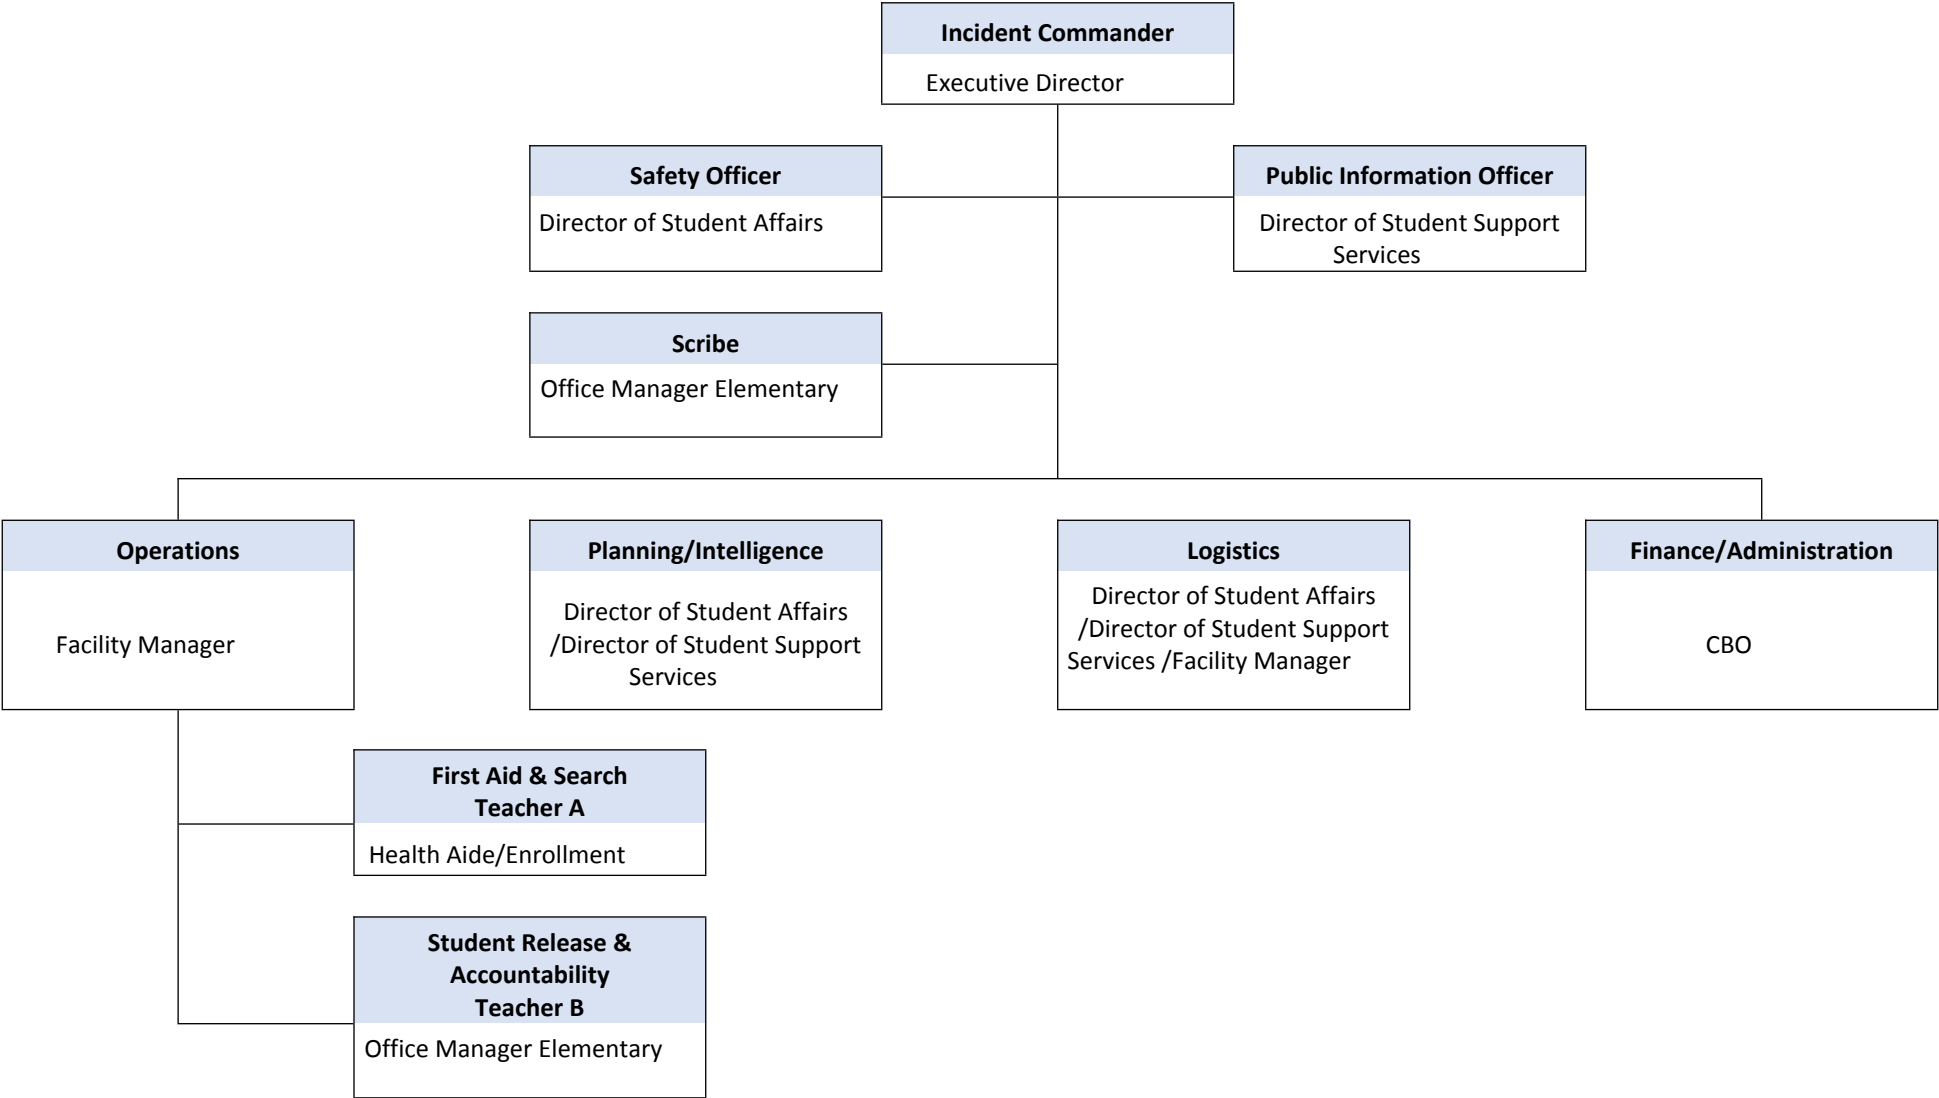 Incident Commander
Executive Director
Safety Officer
Director of Student Affairs
Public Information Officer
Director of Student Support
Services
Scribe
Office Manager Elementary
Operations
Facility Manager
Planning/Intelligence
Director of Student Affairs
/Director of Student Support
Services
Logistics
Director of Student Affairs
/Director of Student Support
Services /Facility Manager
Finance/Administration
CBO
First Aid & Search
Teacher A
Health Aide/Enrollment
Student Release &
Accountability
Teacher B
Office Manager Elementary